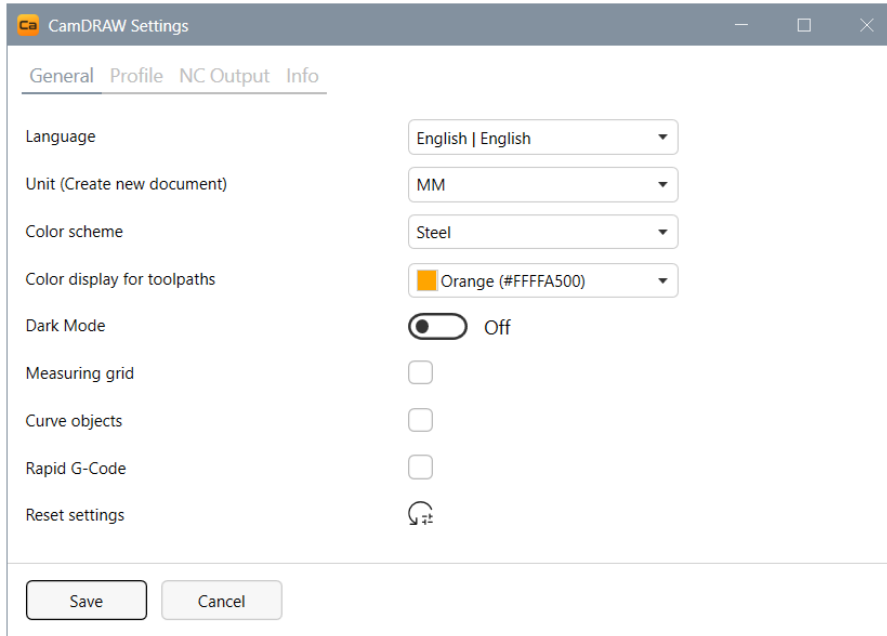 Ca CamDRAW Settings
General Profile NC Output Info
Language English | English
Unit (Create new document) MM
Color scheme Steel
Color display for toolpaths Orange (#FFFFA500)
Dark Mode Off
Measuring grid
Curve objects
Rapid G-Code
Reset settings
Save Cancel